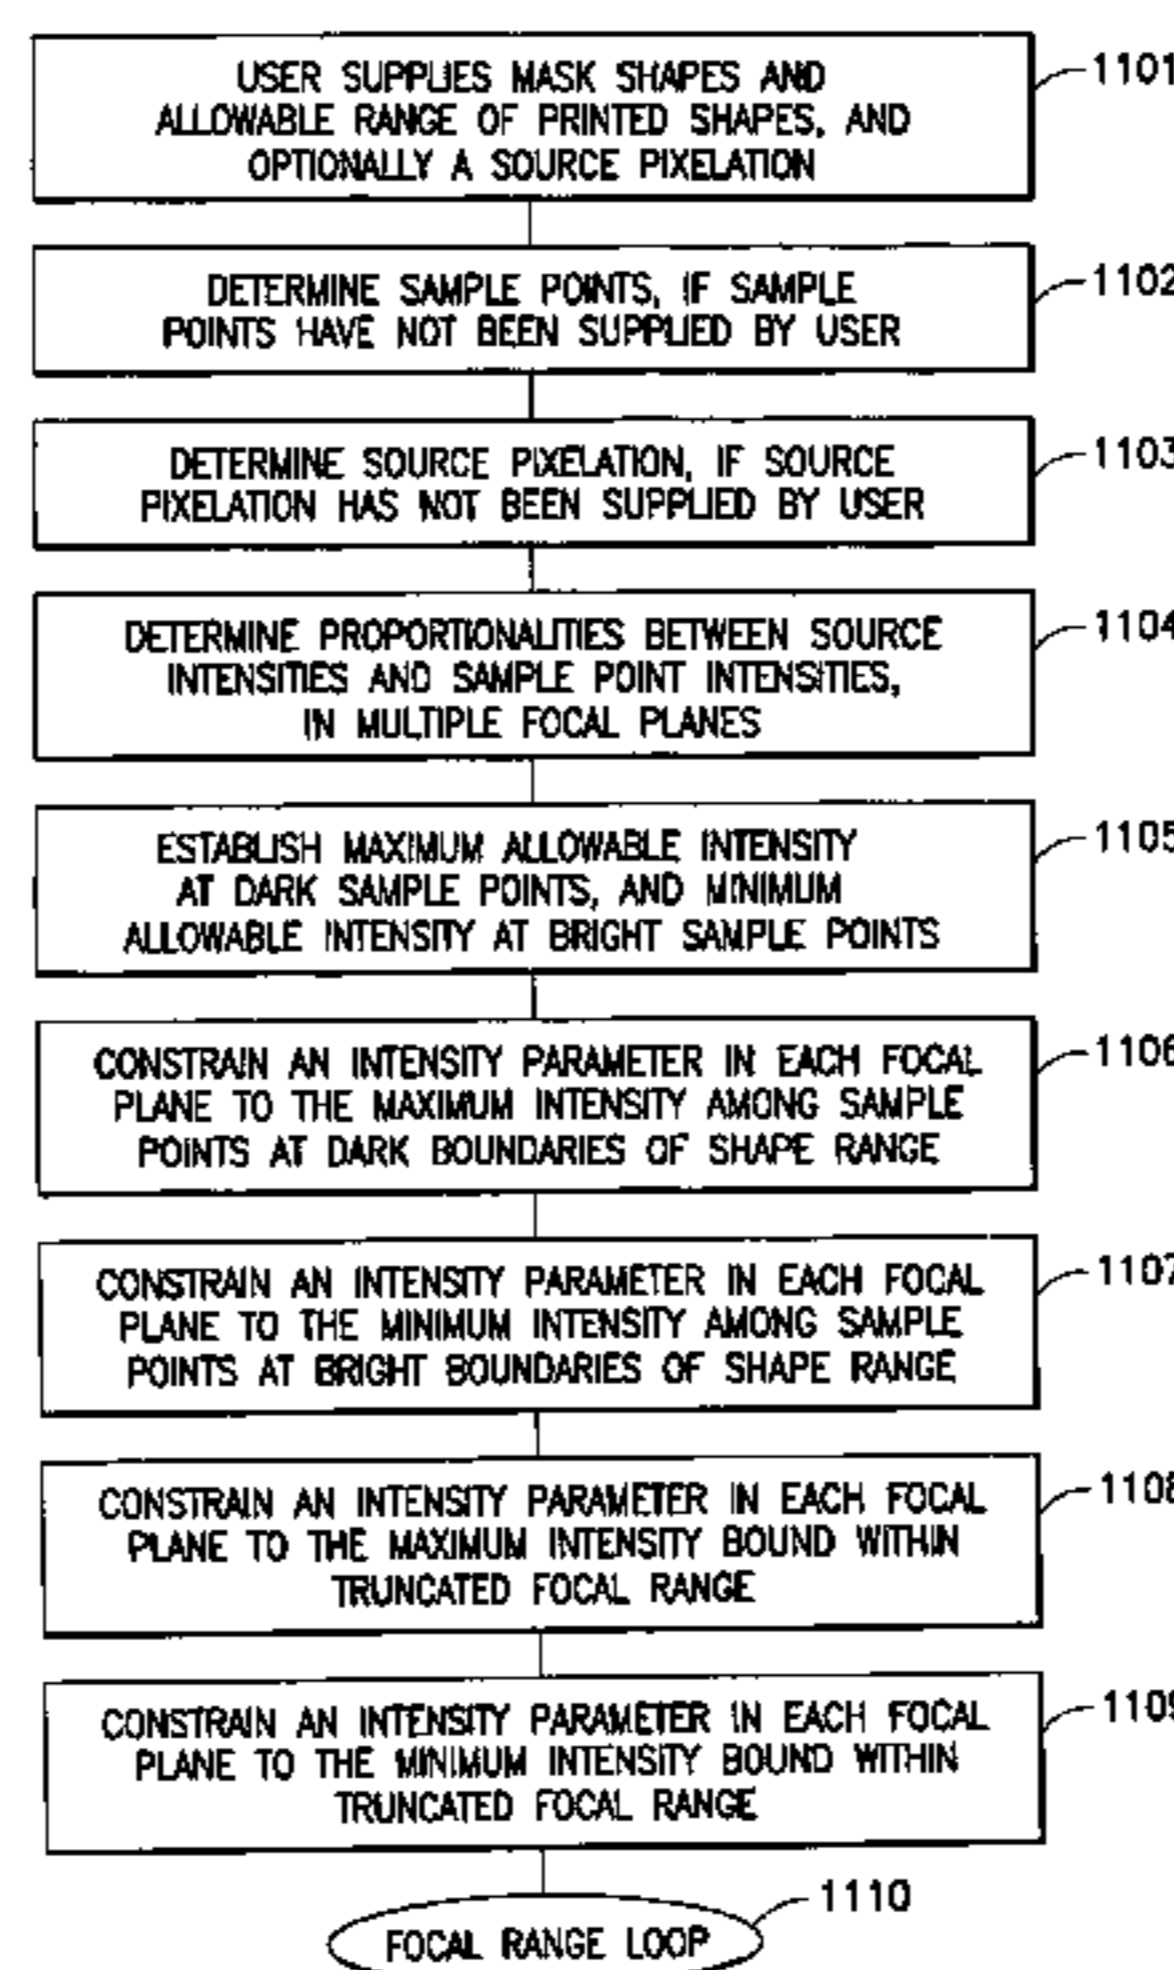 USER SUPPLIES MASK SHAPES AND
ALLOWABLE RANGE OF PRINTED SHAPES, AND
OPTIONALLY A SOURCE PIXELATION
1101
DETERMINE SAMPLE POINTS, IF SAMPLE
POINTS HAVE NOT BEEN SUPPLIED BY USER
1102
DETERMINE SOURCE PIXELATION, IF SOURCE
PIXELATION HAS NOT BEEN SUPPLIED BY USER
1103
DETERMINE PROPORTIONALITIES BETWEEN SOURCE
INTENSITIES AND SAMPLE POINT INTENSITIES,
IN MULTIPLE FOCAL PLANES
1104
ESTABLISH MAXIMUM ALLOWABLE INTENSITY
AT DARK SAMPLE POINTS, AND MINIMUM
ALLOWABLE INTENSITY AT BRIGHT SAMPLE POINTS
1105
CONSTRAIN AN INTENSITY PARAMETER IN EACH FOCAL
PLANE TO THE MAXIMUM INTENSITY AMONG SAMPLE
POINTS AT DARK BOUNDARIES OF SHAPE RANGE
1106
CONSTRAIN AN INTENSITY PARAMETER IN EACH FOCAL
PLANE TO THE MINIMUM INTENSITY AMONG SAMPLE
POINTS AT BRIGHT BOUNDARIES OF SHAPE RANGE
1107
CONSTRAIN AN INTENSITY PARAMETER IN EACH FOCAL
PLANE TO THE MAXIMUM INTENSITY BOUND WITHIN
TRUNCATED FOCAL RANGE
1108
CONSTRAIN AN INTENSITY PARAMETER IN EACH FOCAL
PLANE TO THE MINIMUM INTENSITY BOUND WITHIN
TRUNCATED FOCAL RANGE
1109
FOCAL RANGE LOOP
1110